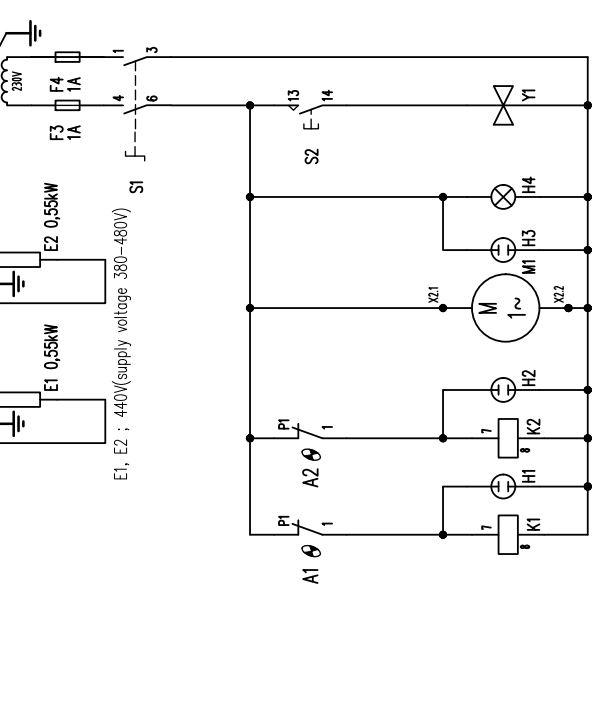 230V
F4
1A
F3
1A
1
3
4
6
S1
E2 0,55kW
E1 0,55kW
E1, E2 ; 440V(supply voltage 380-480V)
13
14
S2
Y1
H4
H3
M1
X2.1
X2.2
M
1~
H2
P1
1
A2
7
8
K2
H1
P1
1
A1
7
8
K1